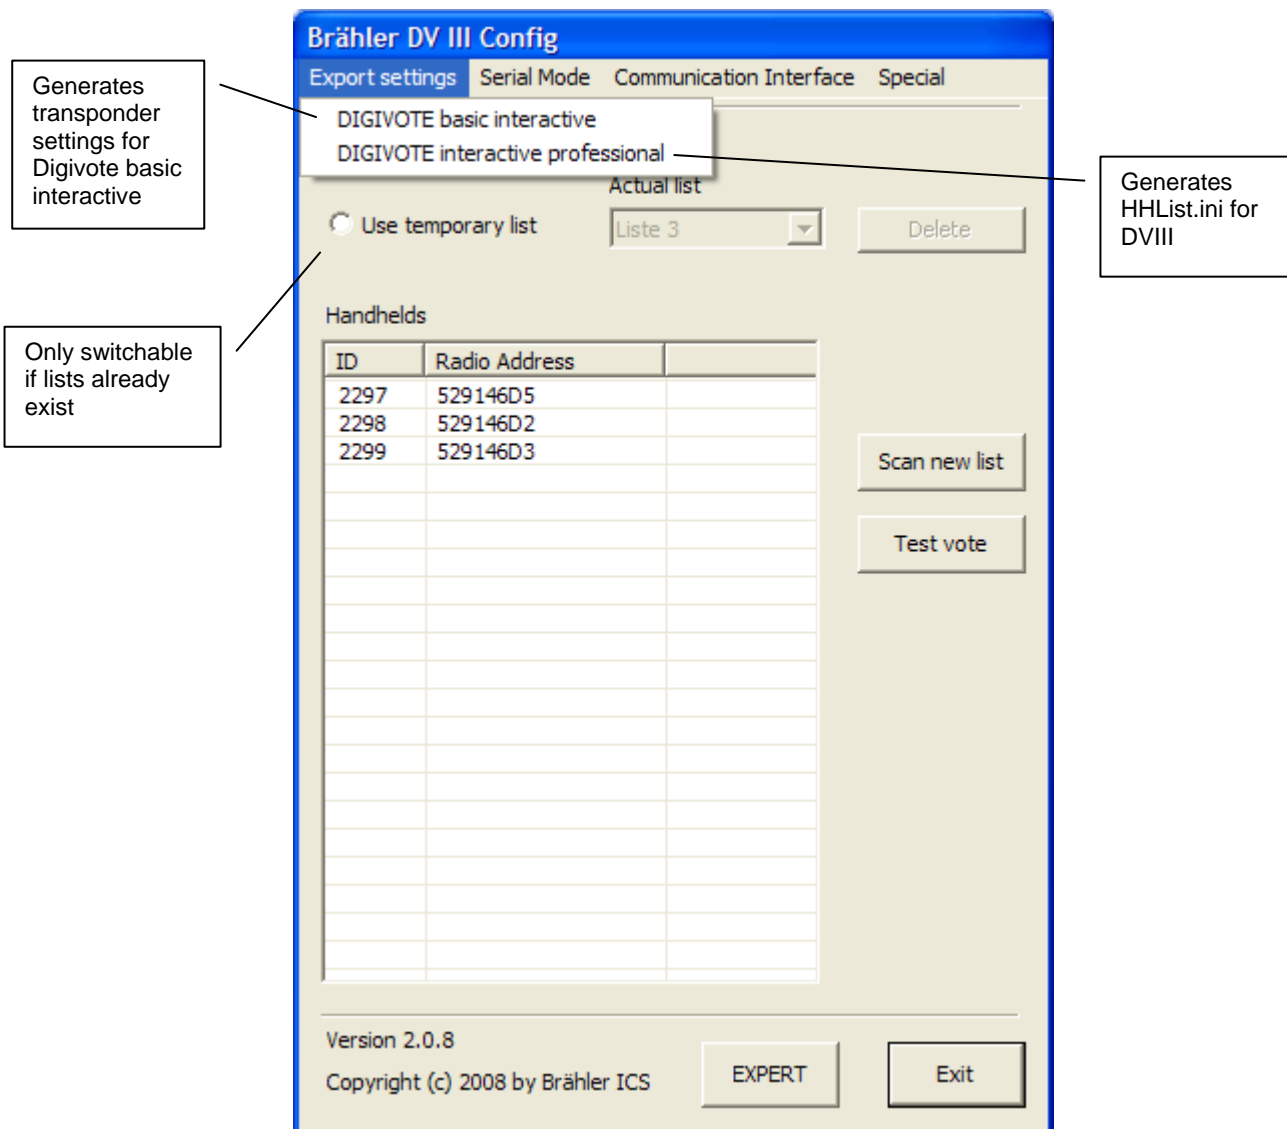 Brähler DV III Config
Export settings Serial Mode Communication Interface Special
DIGIVOTE basic interactive
DIGIVOTE interactive professional
Generates
transponder
settings for
Digivote basic
interactive
Generates
HHList.ini for
DVIII
Actual list
Use temporary list
Liste 3
Delete
Only switchable
if lists already
exist
Handhelds
ID Radio Address
2297 529146D5
2298 529146D2
2299 529146D3
Scan new list
Test vote
Version 2.0.8
Copyright (c) 2008 by Brähler ICS
EXPERT
Exit